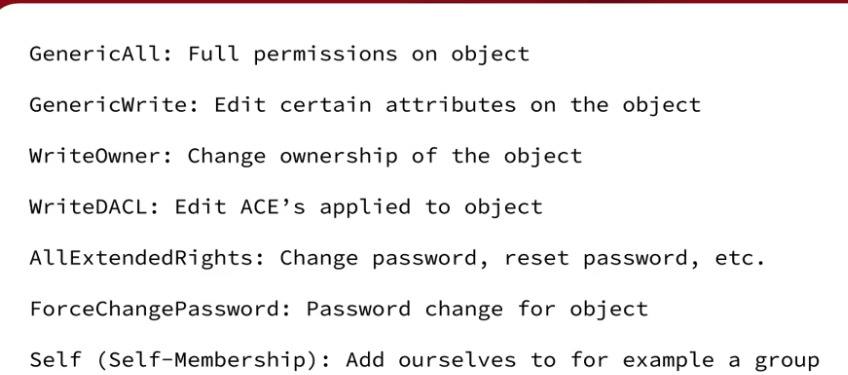 GenericAll: Full permissions on object
GenericWrite: Edit certain attributes on the object
WriteOwner: Change ownership of the object
WriteDACL: Edit ACE’s applied to object
AllExtendedRights: Change password, reset password, etc.
ForceChangePassword: Password change for object
Self (Self-Membership): Add ourselves to for example a group